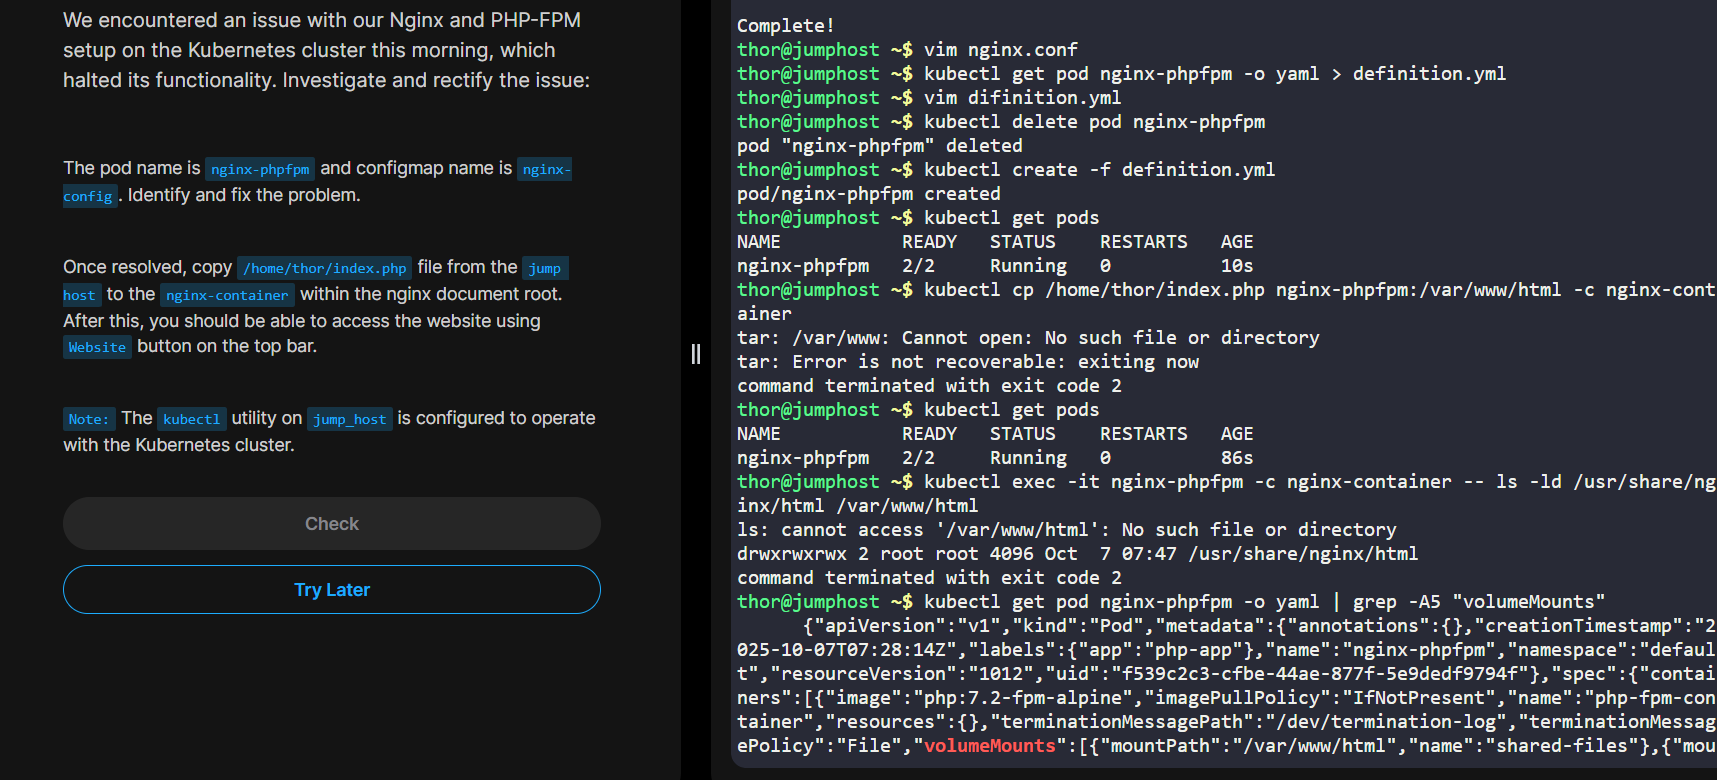 We encountered an issue with our Nginx and PHP-FPM
setup on the Kubernetes cluster this morning, which
halted its functionality. Investigate and rectify the issue:
The pod name is nginx-phpfpm and configmap name is nginx-
config . Identify and fix the problem.
Once resolved, copy /home/thor/index.php file from the jump
host to the nginx-container within the nginx document root.
After this, you should be able to access the website using
Website button on the top bar.
Note: The kubectl utility on jump_host is configured to operate
with the Kubernetes cluster.
Check
Try Later
Complete!
thor@jumphost ~$ vim nginx.conf
thor@jumphost ~$ kubectl get pod nginx-phpfpm -o yaml > definition.yml
thor@jumphost ~$ vim difinition.yml
thor@jumphost ~$ kubectl delete pod nginx-phpfpm
pod "nginx-phpfpm" deleted
thor@jumphost ~$ kubectl create -f definition.yml
pod/nginx-phpfpm created
thor@jumphost ~$ kubectl get pods
NAME READY STATUS RESTARTS AGE
nginx-phpfpm 2/2 Running 0 10s
thor@jumphost ~$ kubectl cp /home/thor/index.php nginx-phpfpm:/var/www/html -c nginx-cont
ainer
tar: /var/www: Cannot open: No such file or directory
tar: Error is not recoverable: exiting now
command terminated with exit code 2
thor@jumphost ~$ kubectl get pods
NAME READY STATUS RESTARTS AGE
nginx-phpfpm 2/2 Running 0 86s
thor@jumphost ~$ kubectl exec -it nginx-phpfpm -c nginx-container -- ls -ld /usr/share/ng
inx/html /var/www/html
ls: cannot access '/var/www/html': No such file or directory
drwxrwxrwx 2 root root 4096 Oct 7 07:47 /usr/share/nginx/html
command terminated with exit code 2
thor@jumphost ~$ kubectl get pod nginx-phpfpm -o yaml | grep -A5 "volumeMounts"
{"apiVersion":"v1","kind":"Pod","metadata":{"annotations":{},"creationTimestamp":"2
025-10-07T07:28:14Z","labels":{"app":"php-app"},"name":"nginx-phpfpm","namespace":"defaul
t","resourceVersion":"1012","uid":"f539c2c3-cfbe-44ae-877f-5e9dedf9794f"},"spec":{"contai
ners":[{"image":"php:7.2-fpm-alpine","imagePullPolicy":"IfNotPresent","name":"php-fpm-con
tainer","resources":{},"terminationMessagePath":"/dev/termination-log","terminationMessag
ePolicy":"File","volumeMounts":[{"mountPath":"/var/www/html","name":"shared-files"},{"mou